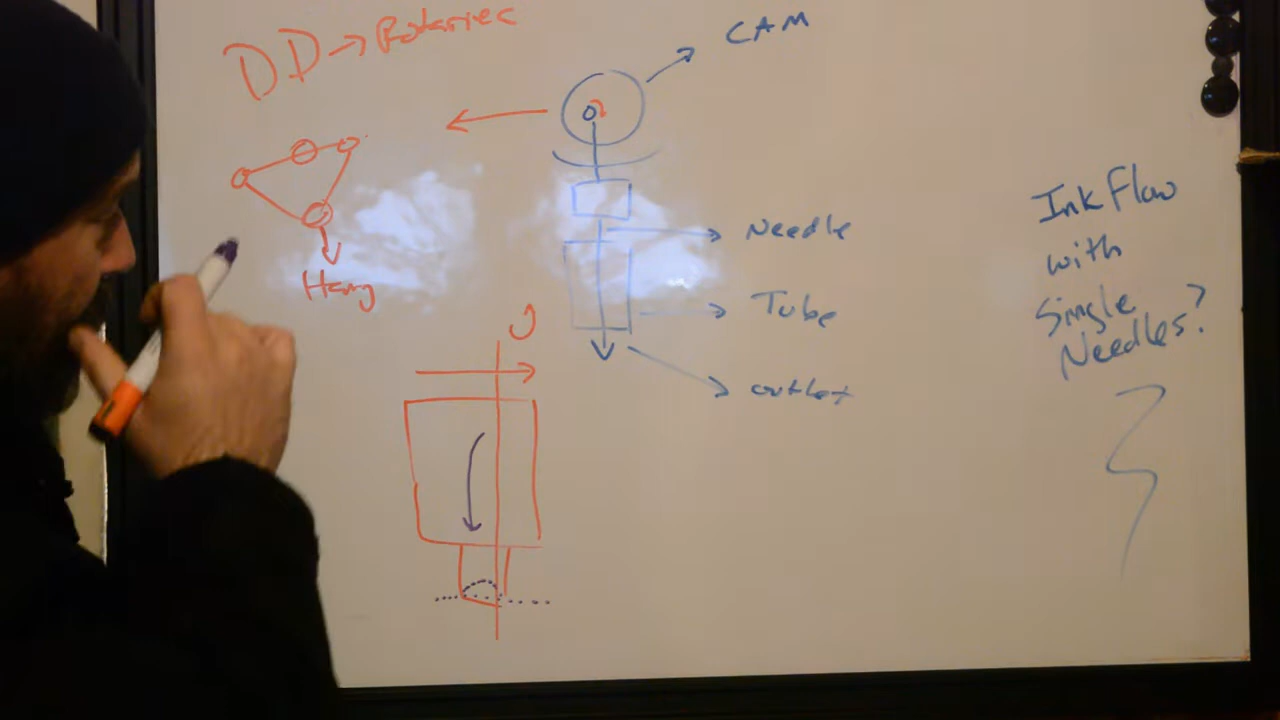 DD → Rotaries
CAM
Hang
Needle
Tube
outlet
Ink Flow
with
Single
Needles?